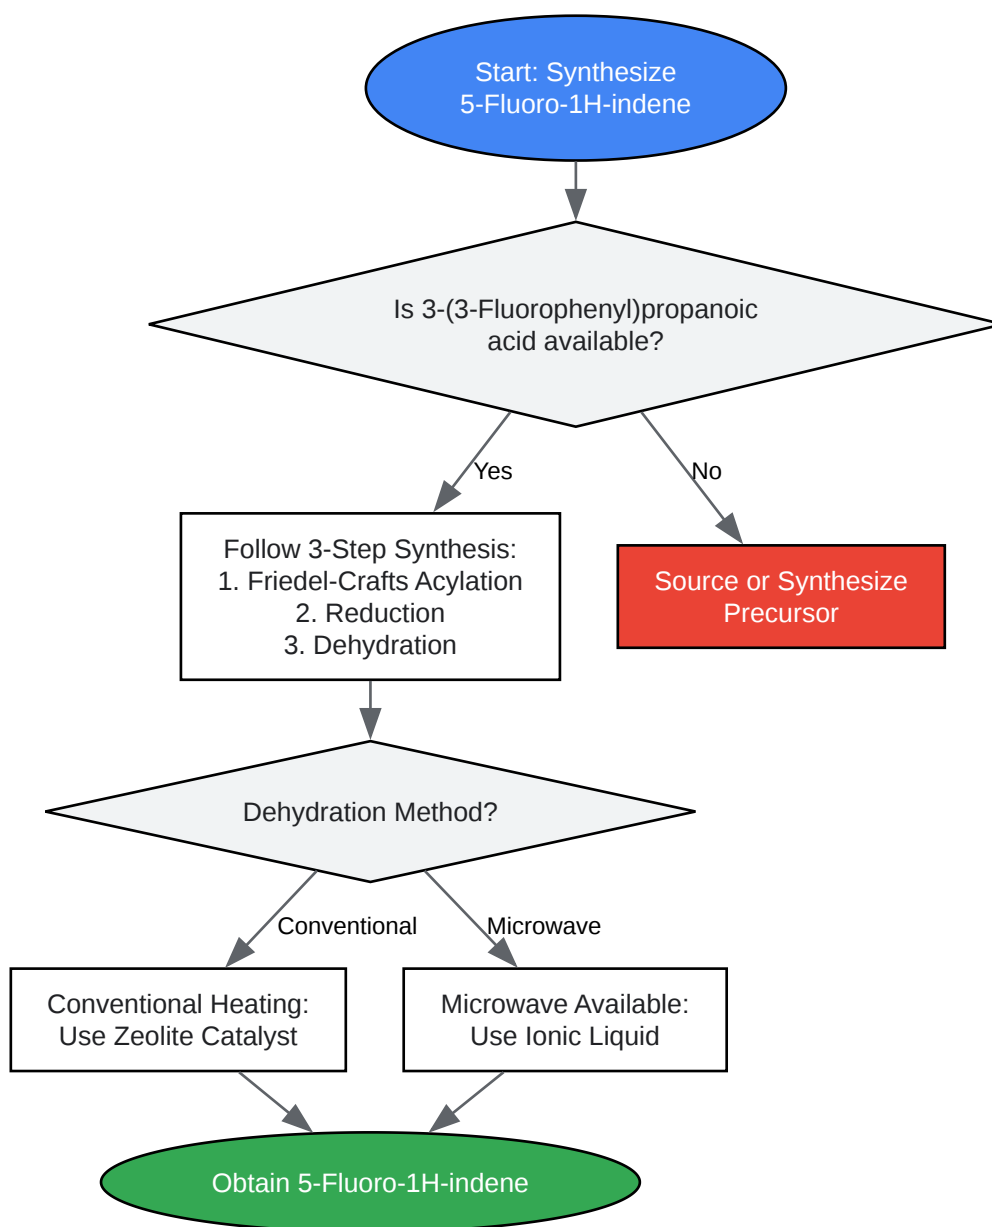 Start: Synthesize
5-Fluoro-1H-indene
Is 3-(3-Fluorophenyl)propanoic
acid available?
Yes
No
Follow 3-Step Synthesis:
1. Friedel-Crafts Acylation
2. Reduction
3. Dehydration
Source or Synthesize
Precursor
Dehydration Method?
Conventional
Microwave
Conventional Heating:
Use Zeolite Catalyst
Microwave Available:
Use Ionic Liquid
Obtain 5-Fluoro-1H-indene